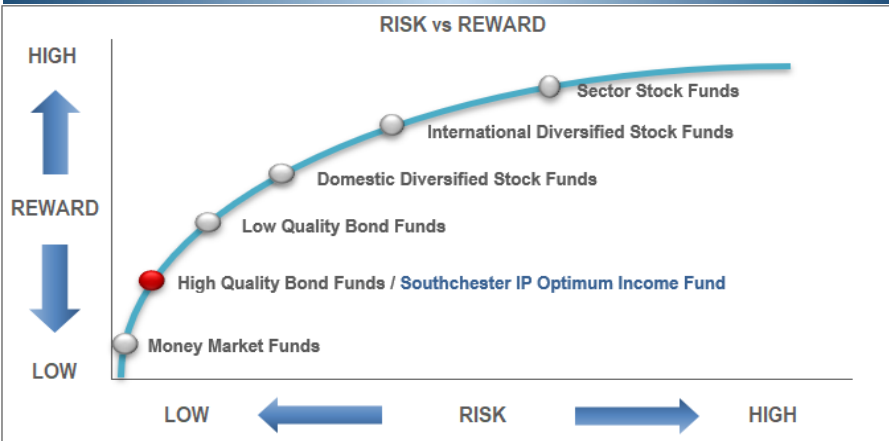 RISK vs REWARD
HIGH
Sector Stock Funds
International Diversified Stock Funds
Domestic Diversified Stock Funds
REWARD
Low Quality Bond Funds
High Quality Bond Funds / Southchester IP Optimum Income Fund
Money Market Funds
LOW
LOW RISK HIGH